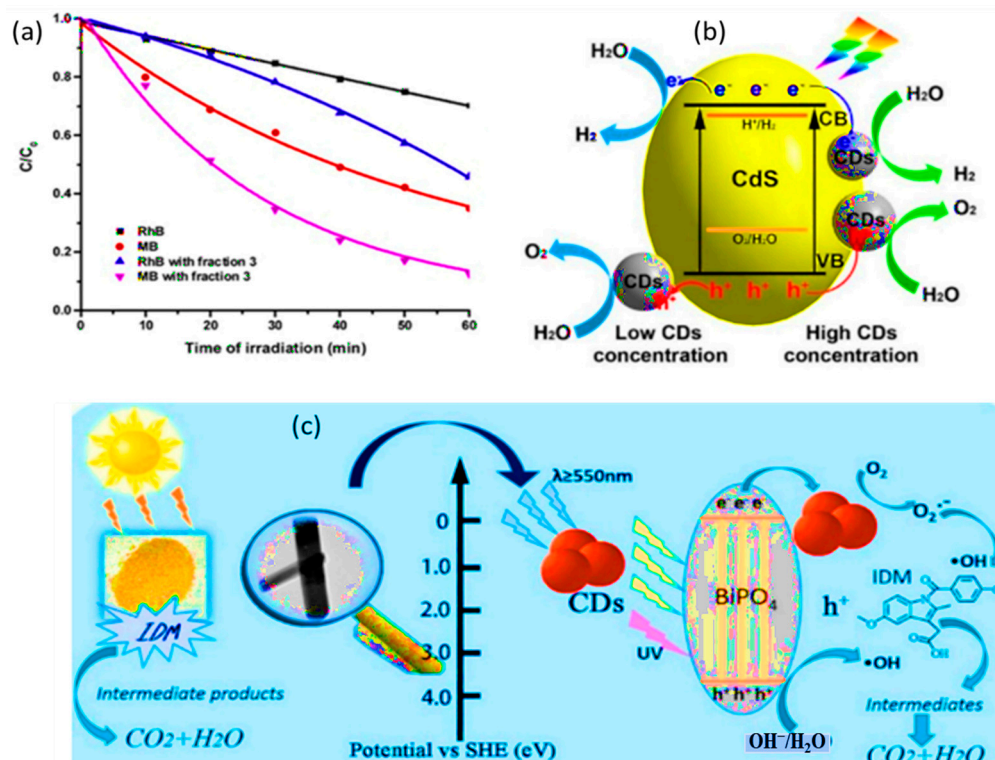 (a)
1.0
0.8
0.6
0.4
0.2
0.0
C/C₀
RhB
MB
RhB with fraction 3
MB with fraction 3
0 10 20 30 40 50 60
Time of irradiation (min)
(b)
H₂O
e⁻
e⁻ e⁻ e⁻
H₂
H⁺/H₂
CB
H₂O
e⁻
CDs
H₂
CdS
O₂
CDs
O₂/H₂O
VB
O₂
CDs
h⁺
h⁺ h⁺ h⁺
H₂O
H₂O
Low CDs
concentration
High CDs
concentration
(c)
λ≥550nm
0
1.0
2.0
3.0
4.0
Potential vs SHE (eV)
IDM
Intermediate products
CO₂+H₂O
CDs
UV
e⁻ e⁻ e⁻
BiPO₄
h⁺ h⁺ h⁺
h⁺
O₂
O₂·⁻
•OH
IDM
O
N
O
O
OH
•OH
OH⁻/H₂O
Intermediates
CO₂+H₂O